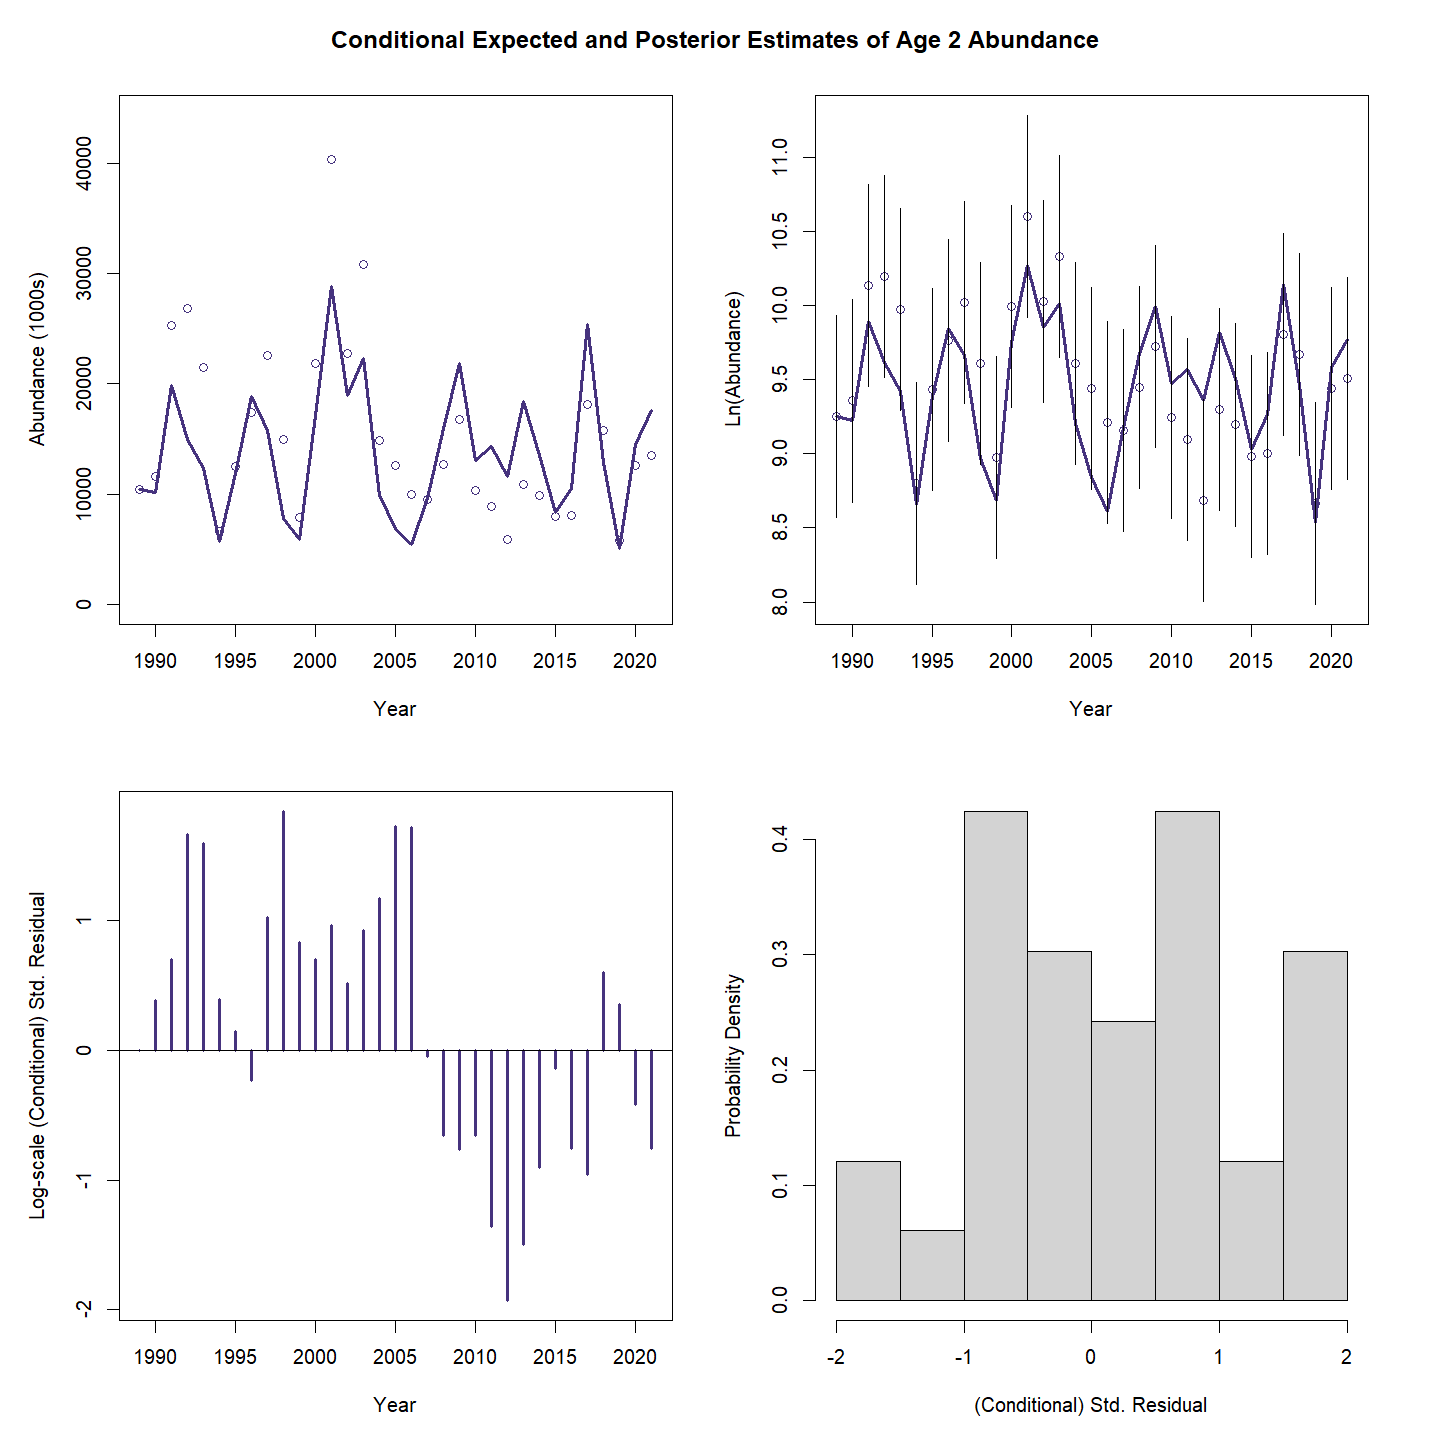 Conditional Expected and Posterior Estimates of Age 2 Abundance
Abundance (1000s)
40000
30000
20000
10000
0
1990 1995 2000 2005 2010 2015 2020
Year
Ln(Abundance)
11.0
10.5
10.0
9.5
9.0
8.5
8.0
1990 1995 2000 2005 2010 2015 2020
Year
Log-scale (Conditional) Std. Residual
1
0
-1
-2
1990 1995 2000 2005 2010 2015 2020
Year
Probability Density
0.4
0.3
0.2
0.1
0.0
-2 -1 0 1 2
(Conditional) Std. Residual